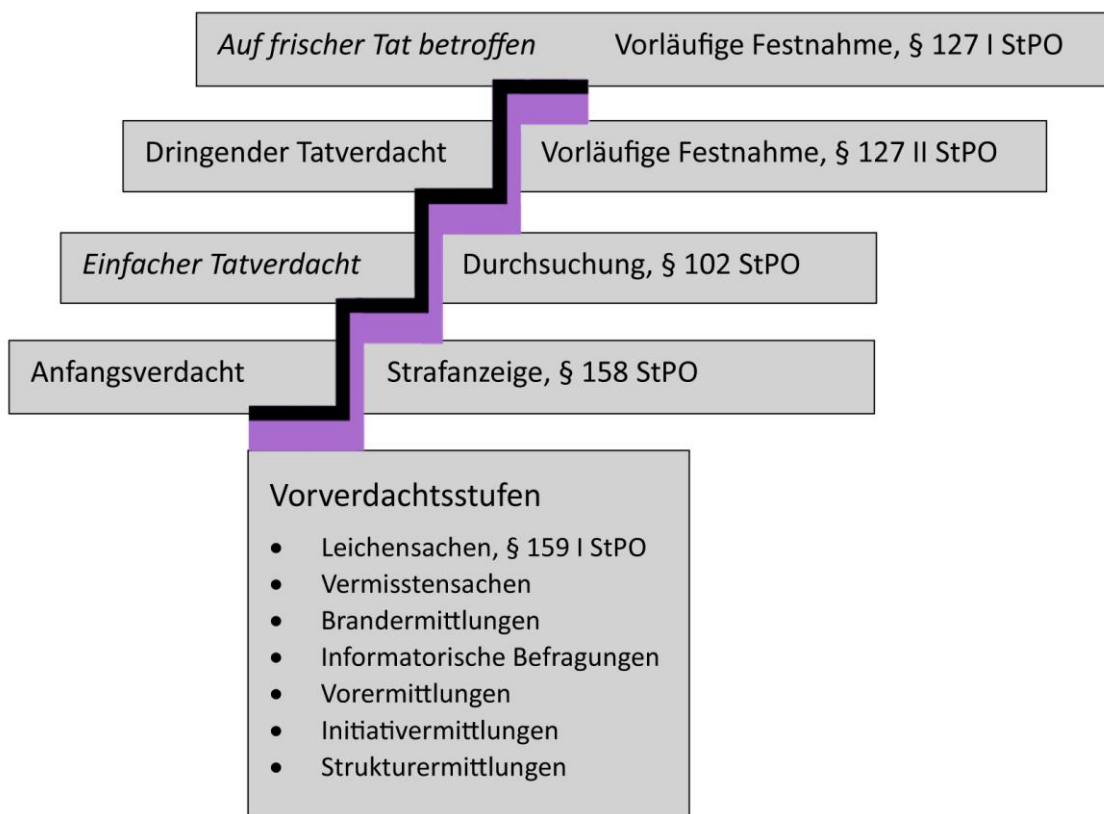 Auf frischer Tat betroffen Vorläufige Festnahme, § 127 I StPO
Dringender Tatverdacht Vorläufige Festnahme, § 127 II StPO
Einfacher Tatverdacht Durchsuchung, § 102 StPO
Anfangsverdacht Strafanzeige, § 158 StPO
Vorverdachtsstufen
• Leichensachen, § 159 I StPO
• Vermisstensachen
• Brandermittlungen
• Informatorische Befragungen
• Vorermittlungen
• Initiativermittlungen
• Strukturermittlungen